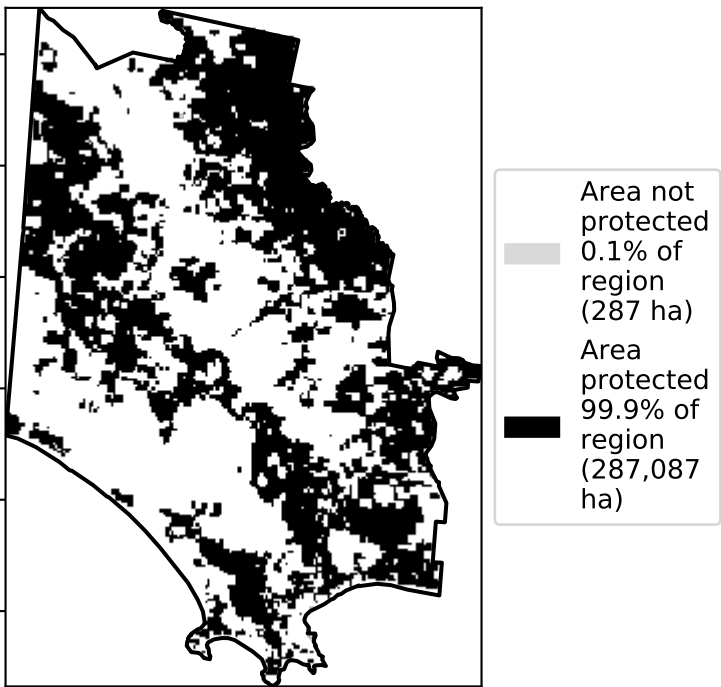 Area not
protected
0.1% of
region
(287 ha)
Area
protected
99.9% of
region
(287,087
ha)